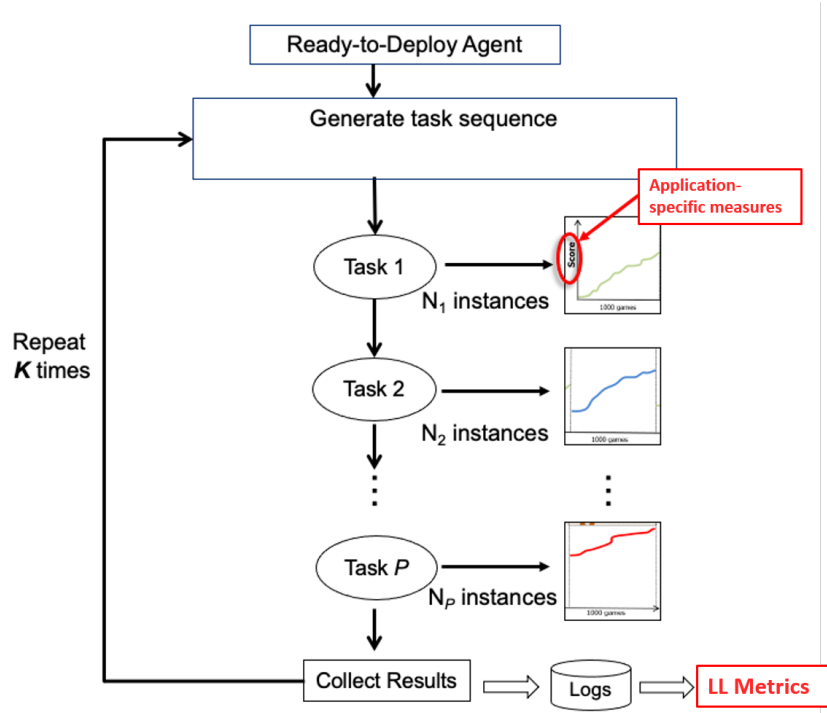 Ready-to-Deploy Agent
Generate task sequence
Application-
specific measures
Score
Task 1
N₁ instances
1000 games
Repeat
K times
Task 2
N₂ instances
1000 games
⋮
⋮
Task P
N_P instances
1000 games
Collect Results
Logs
LL Metrics